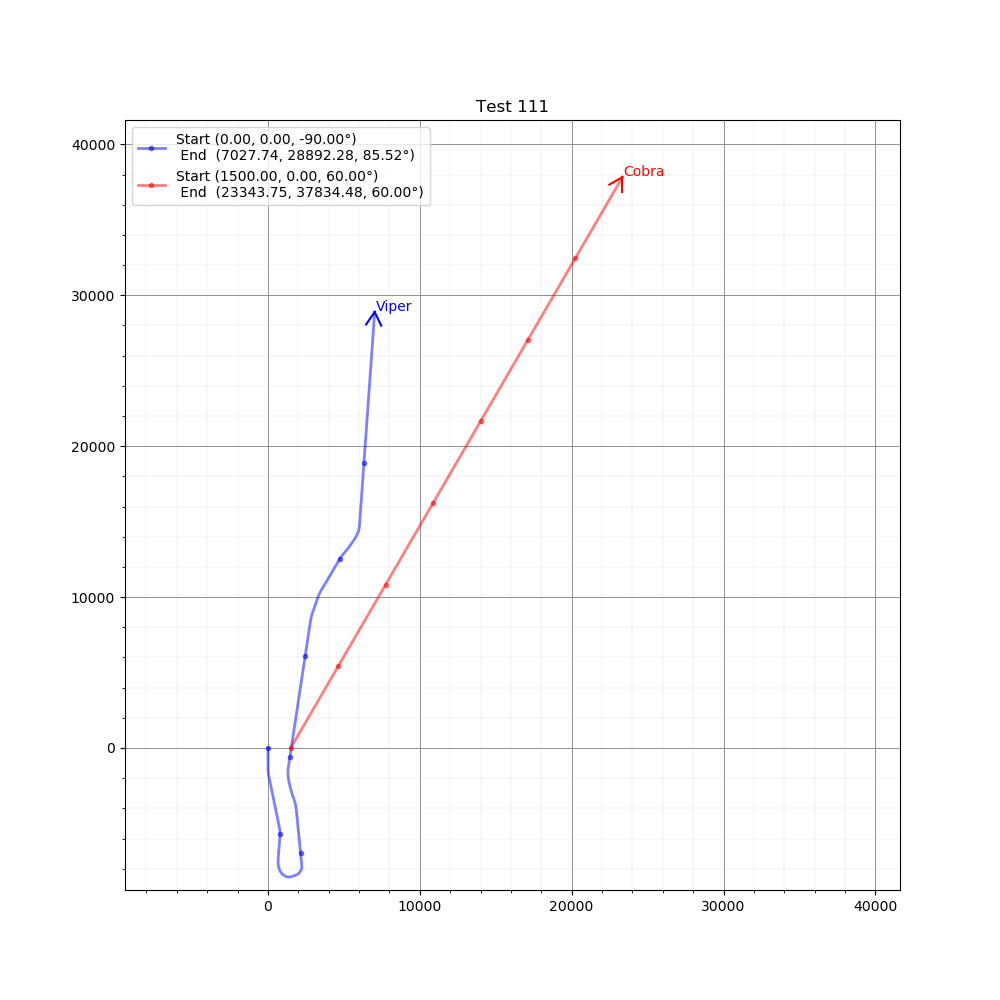 Test 111
Start (0.00, 0.00, -90.00°)
End (7027.74, 28892.28, 85.52°)
Start (1500.00, 0.00, 60.00°)
End (23343.75, 37834.48, 60.00°)
40000
Cobra
30000
Viper
20000
10000
0
0 10000 20000 30000 40000